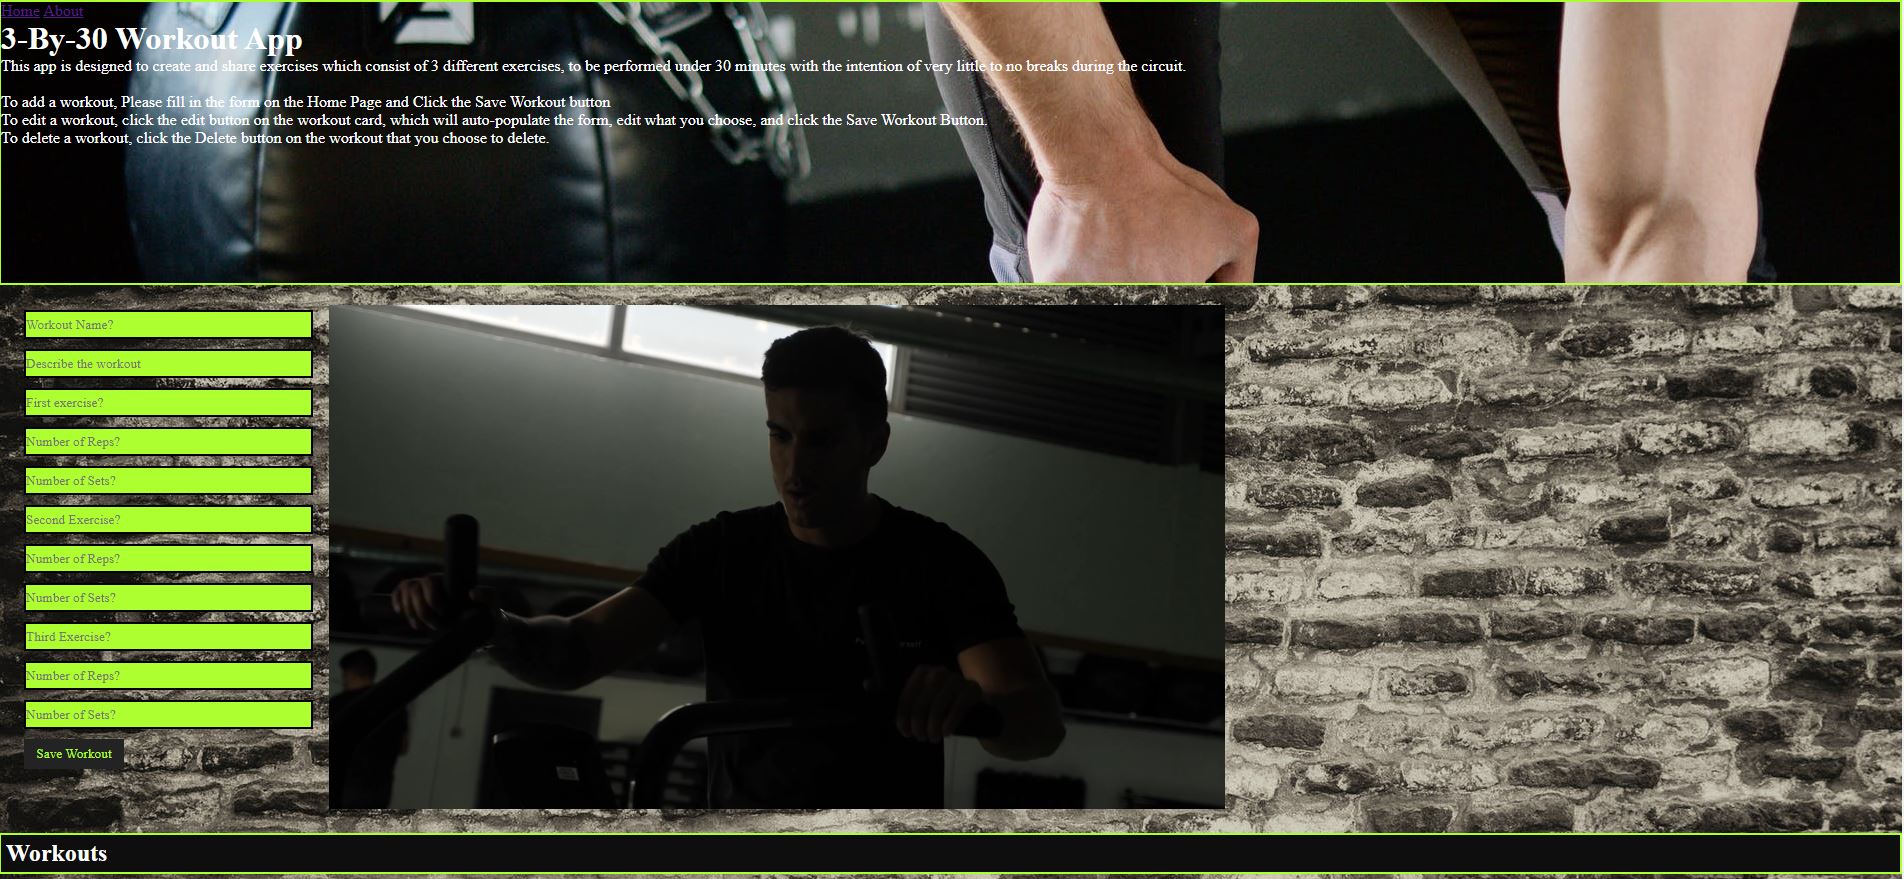 Home About
3-By-30 Workout App
This app is designed to create and share exercises which consist of 3 different exercises, to be performed under 30 minutes with the intention of very little to no breaks during the circuit.
To add a workout, Please fill in the form on the Home Page and Click the Save Workout button
To edit a workout, click the edit button on the workout card, which will auto-populate the form, edit what you choose, and click the Save Workout Button.
To delete a workout, click the Delete button on the workout that you choose to delete.
Workout Name?
Describe the workout
First exercise?
Number of Reps?
Number of Sets?
Second Exercise?
Number of Reps?
Number of Sets?
Third Exercise?
Number of Reps?
Number of Sets?
Save Workout
Workouts